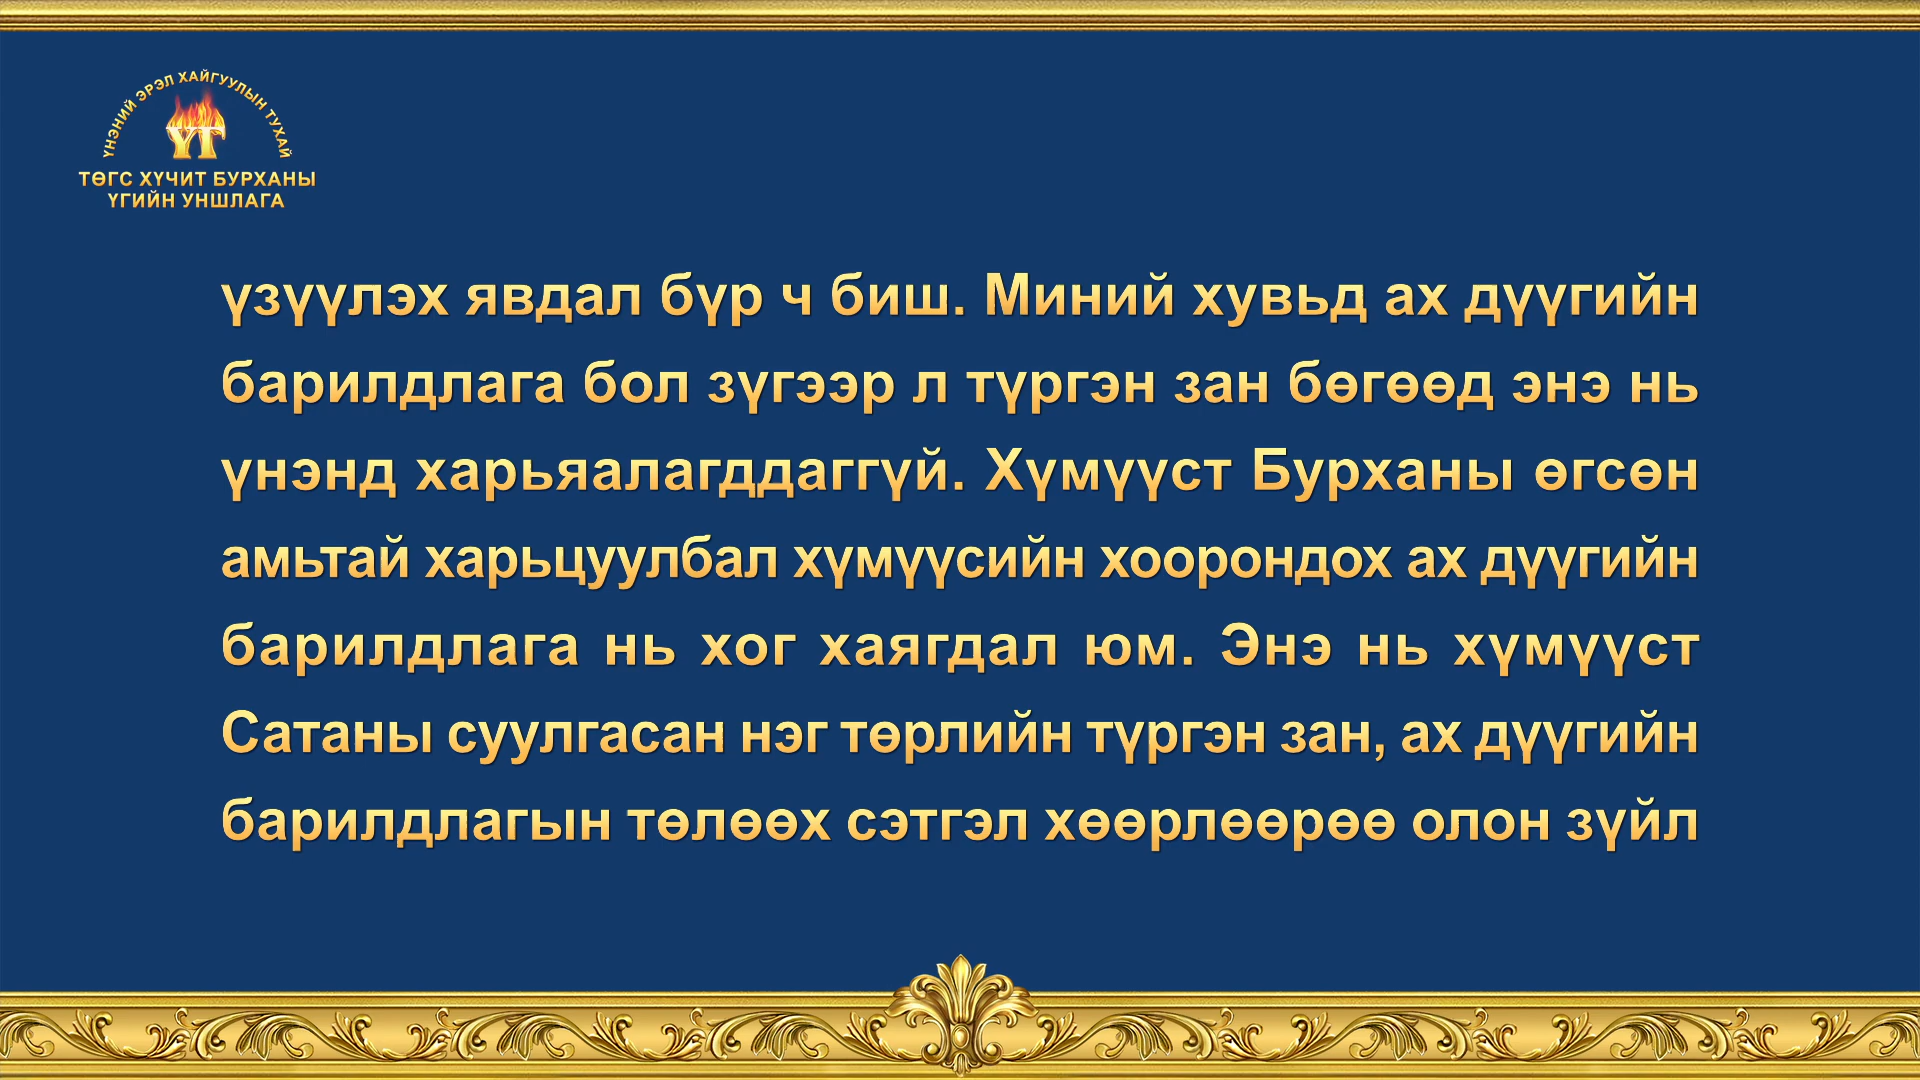 ҮНЭНИЙ ЭРЭЛ ХАЙГУУЛЫН ТУХАЙ
ҮГ
ТӨГС ХҮЧИТ БУРХАНЫ
ҮГИЙН УНШЛАГА
үзүүлэх явдал бүр ч биш. Миний хувьд ах дүүгийн
барилдлага бол зүгээр л түргэн зан бөгөөд энэ нь
үнэнд харьяалагддаггүй. Хүмүүст Бурханы өгсөн
амьтай харьцуулбал хүмүүсийн хоорондох ах дүүгийн
барилдлага нь хог хаягдал юм. Энэ нь хүмүүст
Сатаны суулгасан нэг төрлийн түргэн зан, ах дүүгийн
барилдлагын төлөөх сэтгэл хөөрлөөрөө олон зүйл